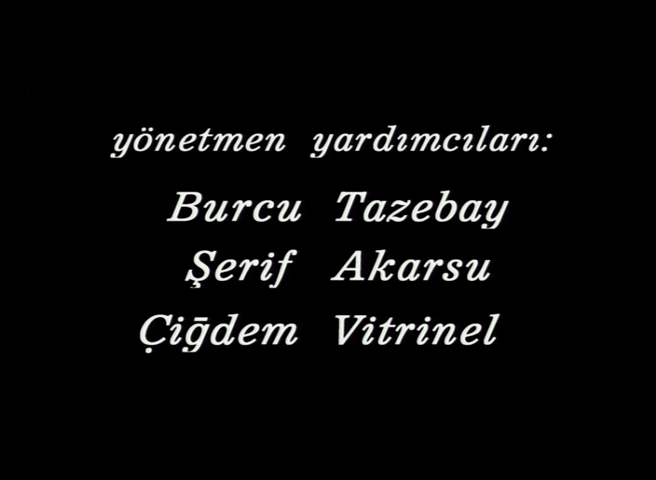 yönetmen yardımcıları:
Burcu Tazebay
Şerif Akarsu
Çiğdem Vitrinel